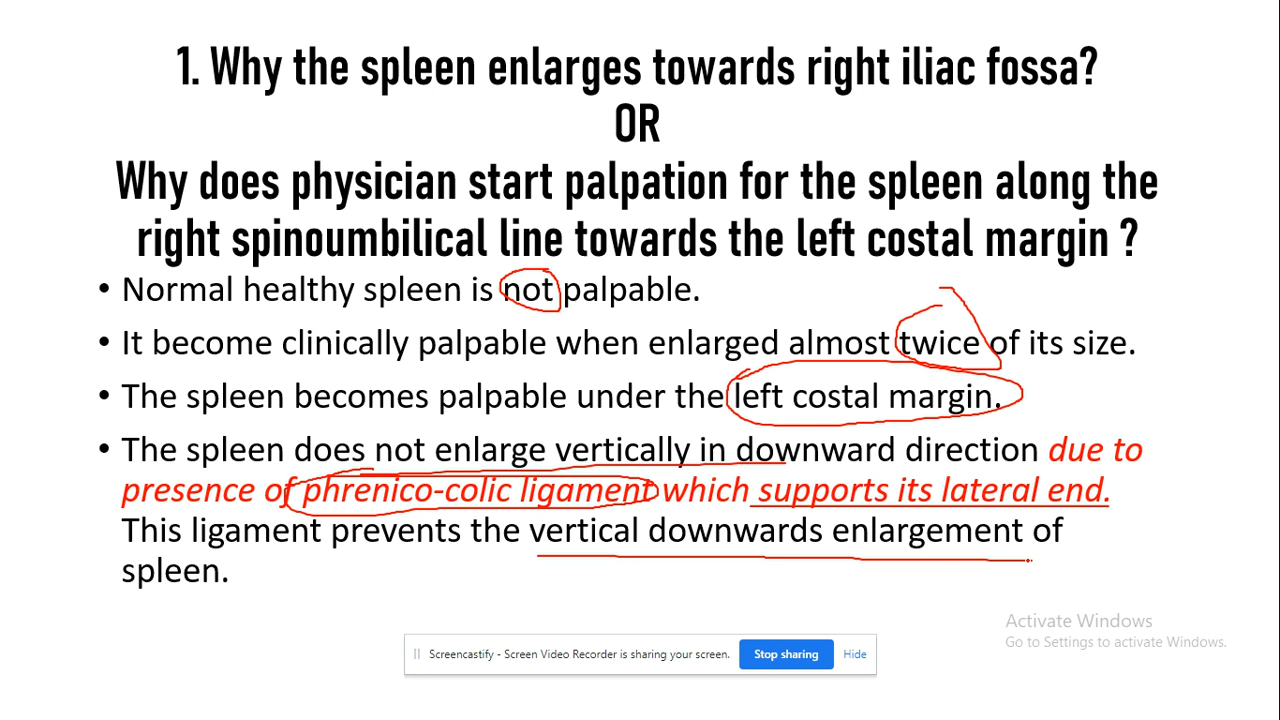 1. Why the spleen enlarges towards right iliac fossa?
OR
Why does physician start palpation for the spleen along the
right spinoumbilical line towards the left costal margin ?
• Normal healthy spleen is not palpable.
• It become clinically palpable when enlarged almost twice of its size.
• The spleen becomes palpable under the left costal margin.
• The spleen does not enlarge vertically in downward direction due to
presence of phrenico-colic ligament which supports its lateral end.
This ligament prevents the vertical downwards enlargement of
spleen.
Activate Windows
Go to Settings to activate Windows.
Screencastify - Screen Video Recorder is sharing your screen. Stop sharing Hide